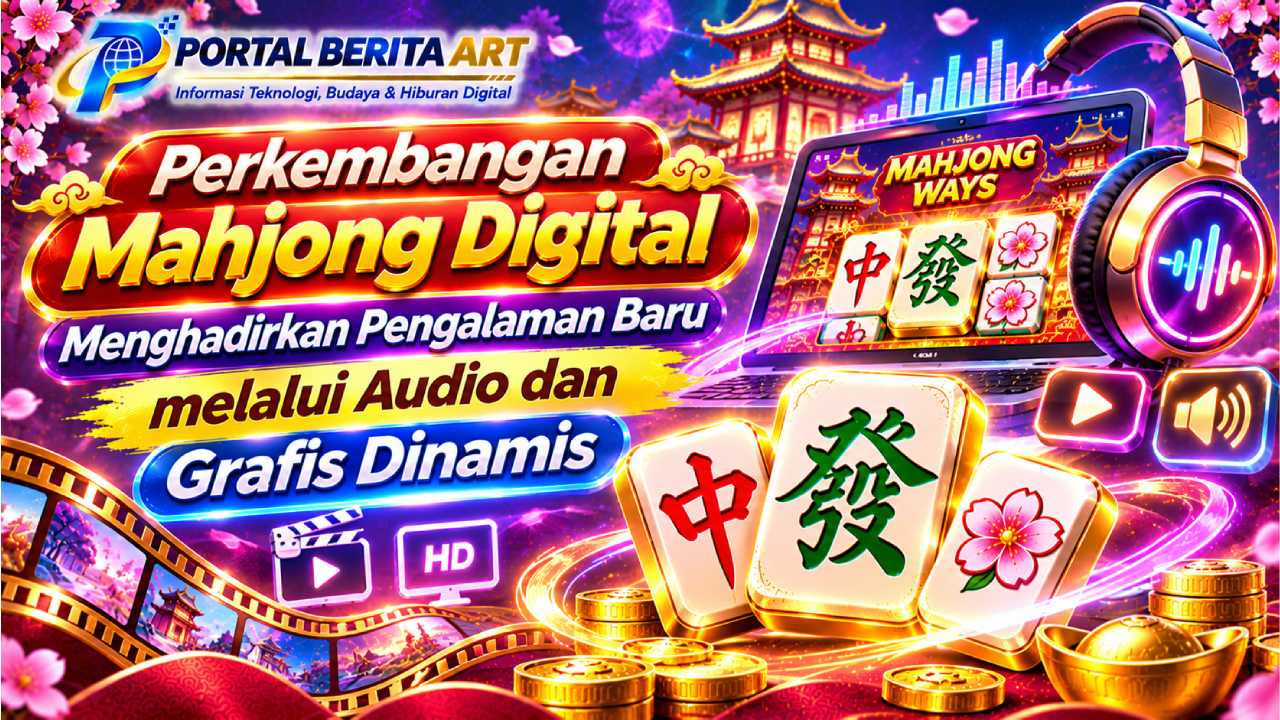 PORTAL BERITA ART
Informasi Teknologi, Budaya & Hiburan Digital
Perkembangan
Mahjong Digital
Menghadirkan Pengalaman Baru
melalui Audio dan
Grafis Dinamis
HD
MAHJONG
WAYS
中
發
中
發